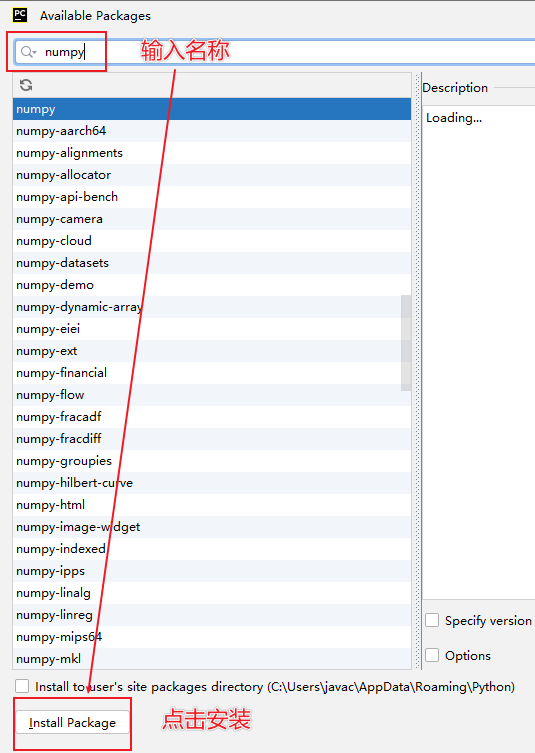 PC Available Packages
numpy
输入名称
Description
numpy
Loading...
numpy-aarch64
numpy-alignments
numpy-allocator
numpy-api-bench
numpy-camera
numpy-cloud
numpy-datasets
numpy-demo
numpy-dynamic-array
numpy-eiei
numpy-ext
numpy-financial
numpy-flow
numpy-fracadf
numpy-fracdiff
numpy-groupies
numpy-hilbert-curve
numpy-html
numpy-image-widget
numpy-indexed
numpy-ipps
numpy-linalg
numpy-linreg
numpy-mips64
numpy-mkl
Specify version
Options
Install to user's site packages directory (C:\Users\javac\AppData\Roaming\Python)
Install Package
点击安装